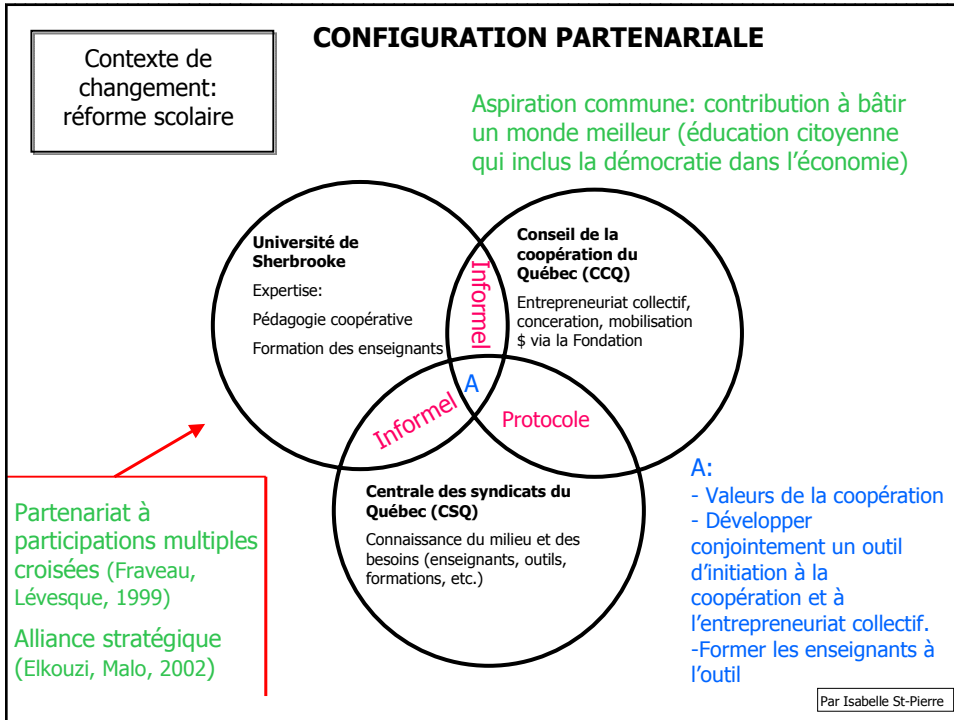 CONFIGURATION PARTENARIALE
Contexte de
changement:
réforme scolaire
Aspiration commune: contribution à bâtir
un monde meilleur (éducation citoyenne
qui inclus la démocratie dans l'économie)
Université de
Sherbrooke
Expertise:
Pédagogie coopérative
Formation des enseignants
Informel
Conseil de la
coopération du
Québec (CCQ)
Entrepreneuriat collectif,
conceration, mobilisation
$ via la Fondation
A
Informel
Protocole
Centrale des syndicats du
Québec (CSQ)
Connaissance du milieu et des
besoins (enseignants, outils,
formations, etc.)
Partenariat à
participations multiples
croisées (Fraveau,
Lévesque, 1999)
Alliance stratégique
(Elkouzi, Malo, 2002)
A:
- Valeurs de la coopération
- Développer
conjointement un outil
d'initiation à la
coopération et à
l'entrepreneuriat collectif.
-Former les enseignants à
l'outil
Par Isabelle St-Pierre